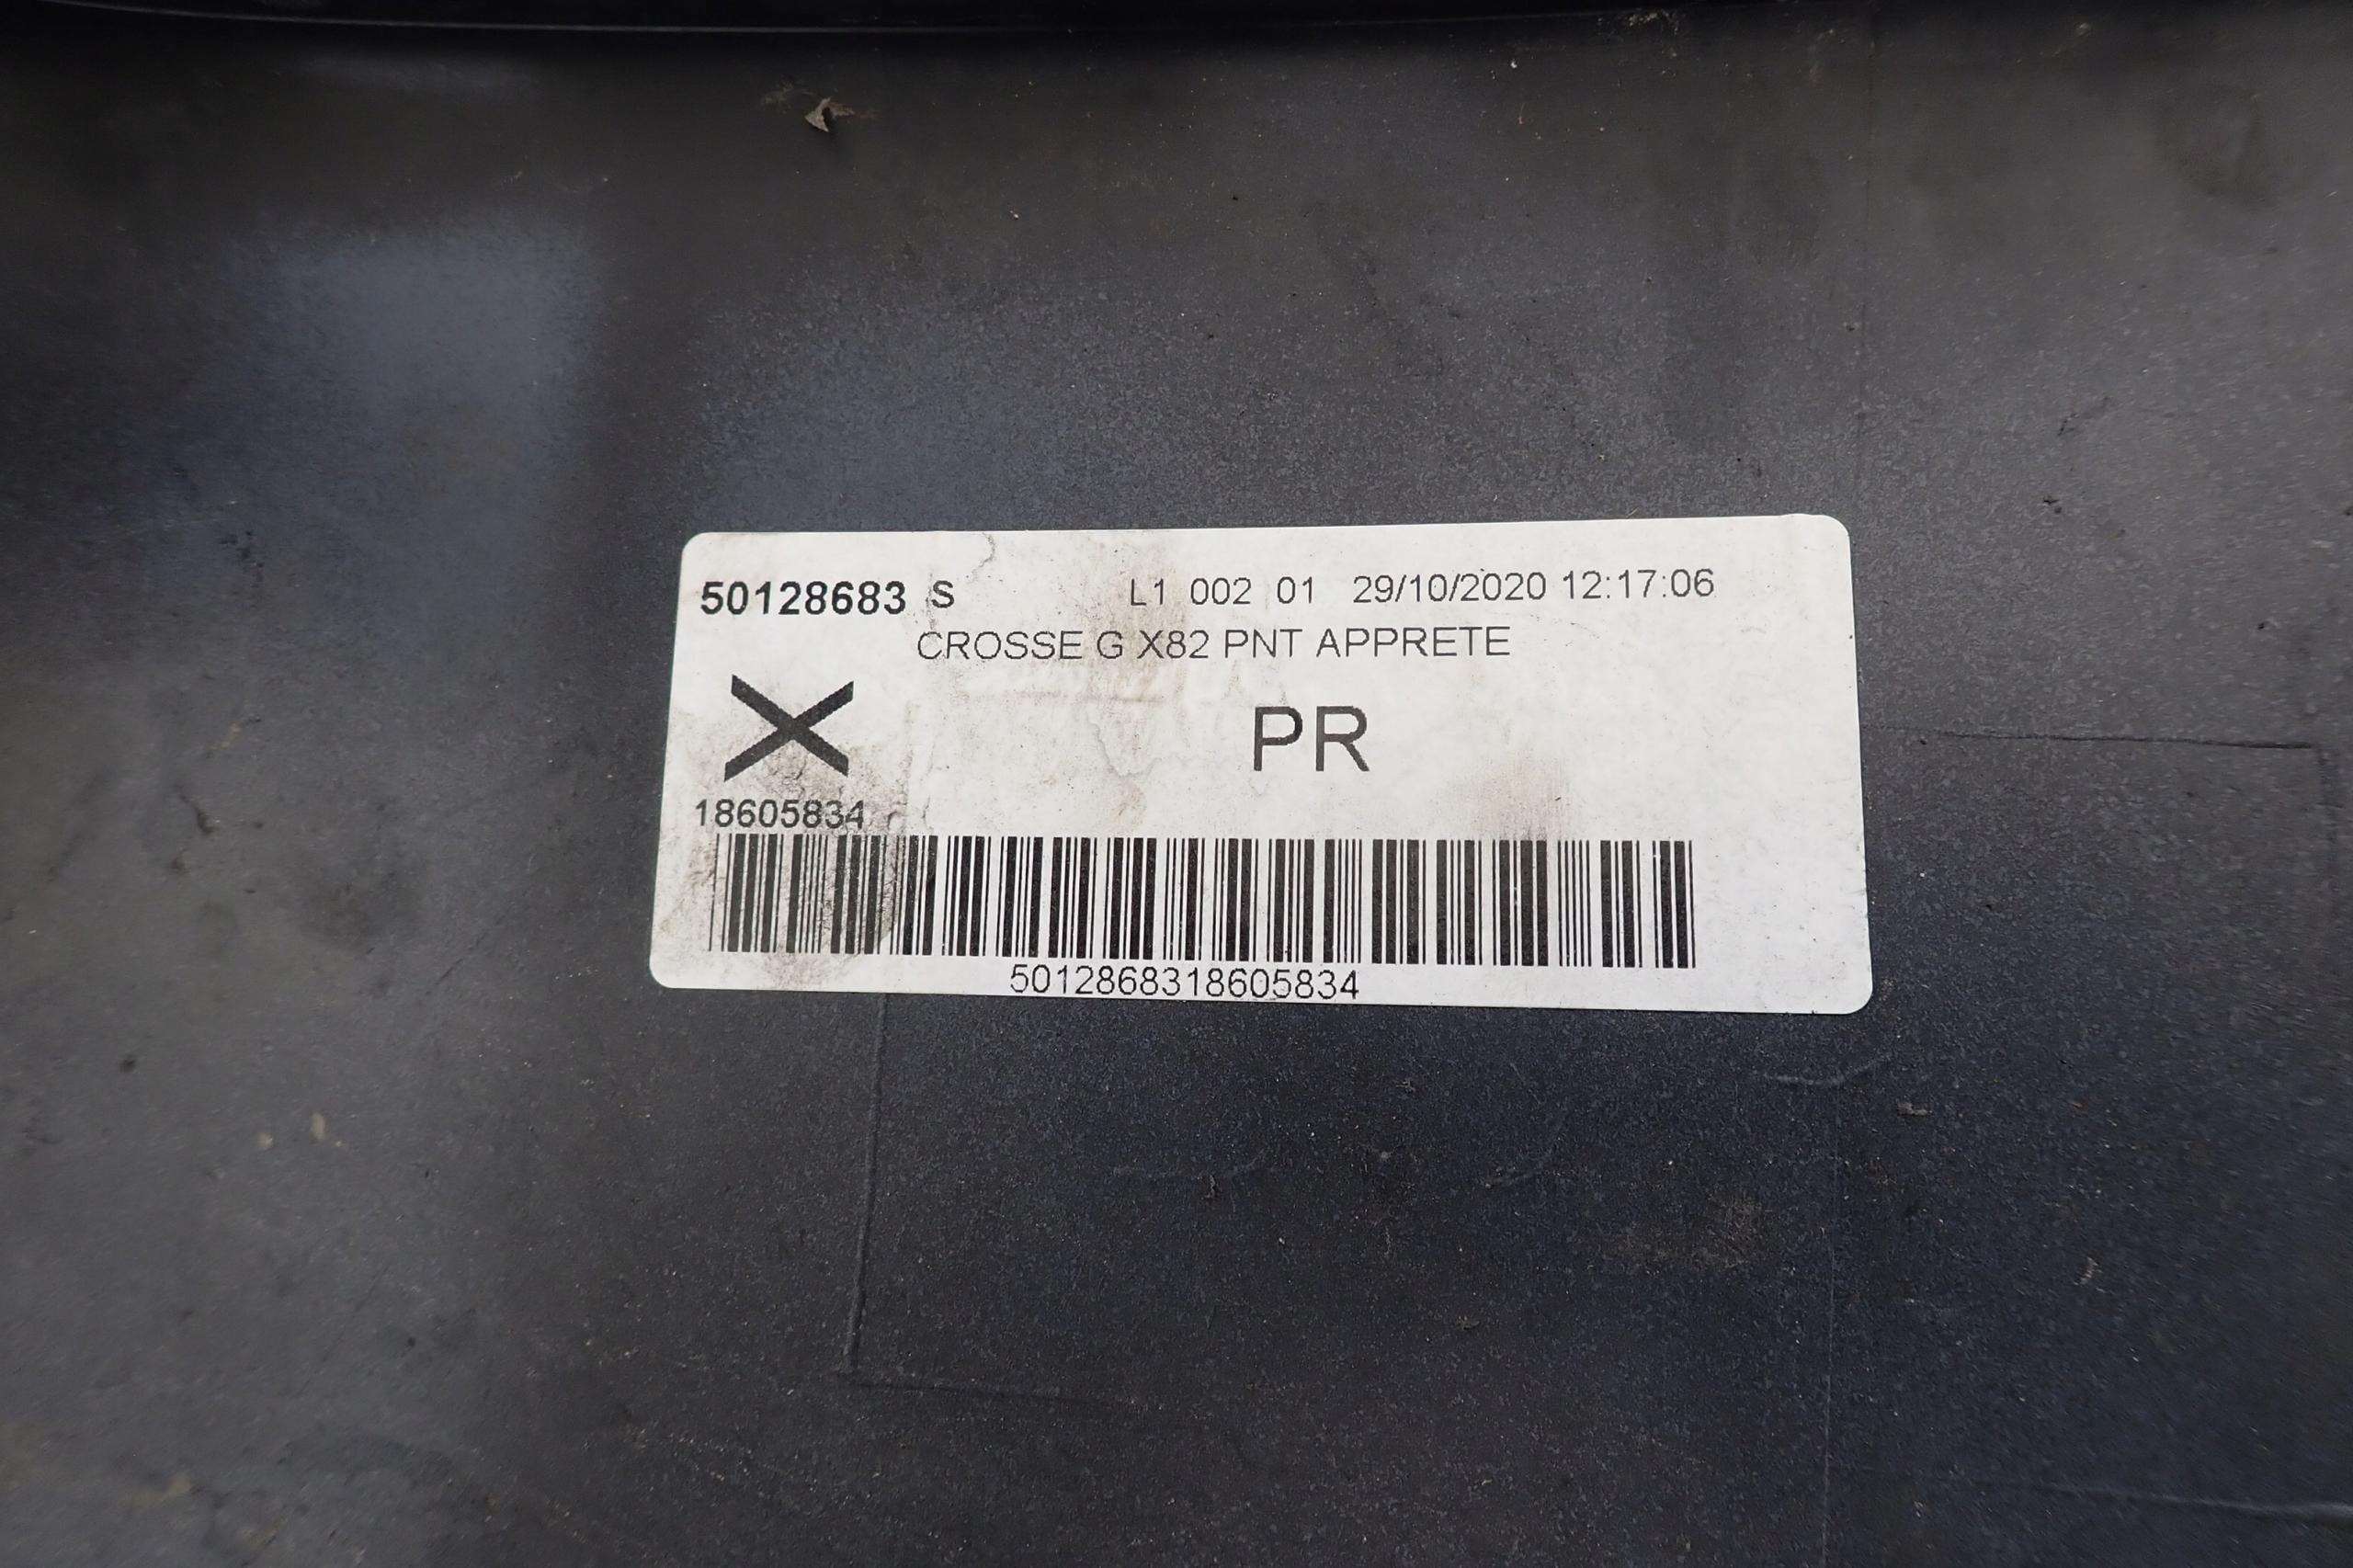 50128683 S L1 002 01 29/10/2020 12:17:06
CROSSE G X82 PNT APPRETE
X PR
18605834
5012868318605834